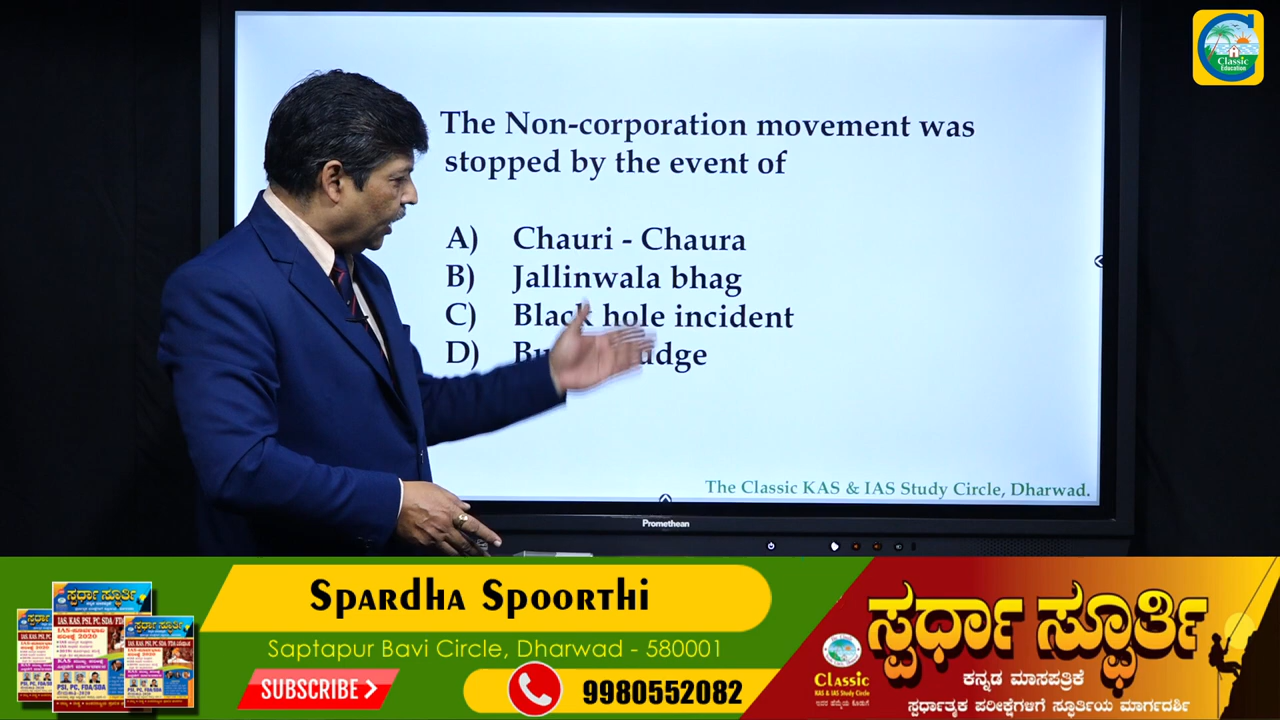 Classic
Education
The Non-corporation movement was
stopped by the event of
A) Chauri - Chaura
B) Jallinwala bhag
C) Black hole incident
D)
The Classic KAS & IAS Study Circle, Dharwad.
Promethean
Spardha Spoorthi
Saptapur Bavi Circle, Dharwad - 580001
SUBSCRIBE
9980552082
ಸ್ಪರ್ಧಾ ಸ್ಫೂರ್ತಿ
Classic
KAS & IAS Study Circle
ಕನ್ನಡ ಮಾಸಪತ್ರಿಕೆ
ಸ್ಪರ್ಧಾತ್ಮಕ ಪರೀಕ್ಷೆಗಳಿಗೆ ಸ್ಫೂರ್ತಿಯ ಮಾರ್ಗದರ್ಶಿ
ಸ್ಪರ್ಧಾ ಸ್ಫೂರ್ತಿ